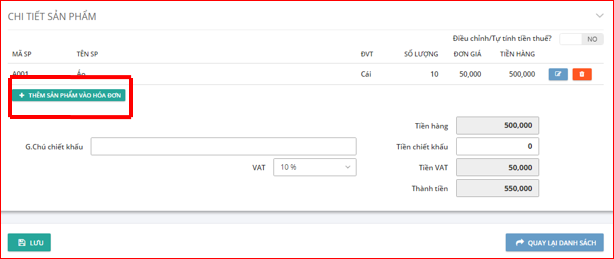 CHI TIẾT SẢN PHẨM
Điều chỉnh/Tự tính tiền thuế? NO
MÃ SP TÊN SP ĐVT SỐ LƯỢNG ĐƠN GIÁ TIỀN HÀNG
A001 Áo Cái 10 50,000 500,000
+ THÊM SẢN PHẨM VÀO HÓA ĐƠN
Tiền hàng 500,000
G.Chú chiết khấu Tiền chiết khấu 0
VAT 10 % Tiền VAT 50,000
Thành tiền 550,000
LƯU QUAY LẠI DANH SÁCH